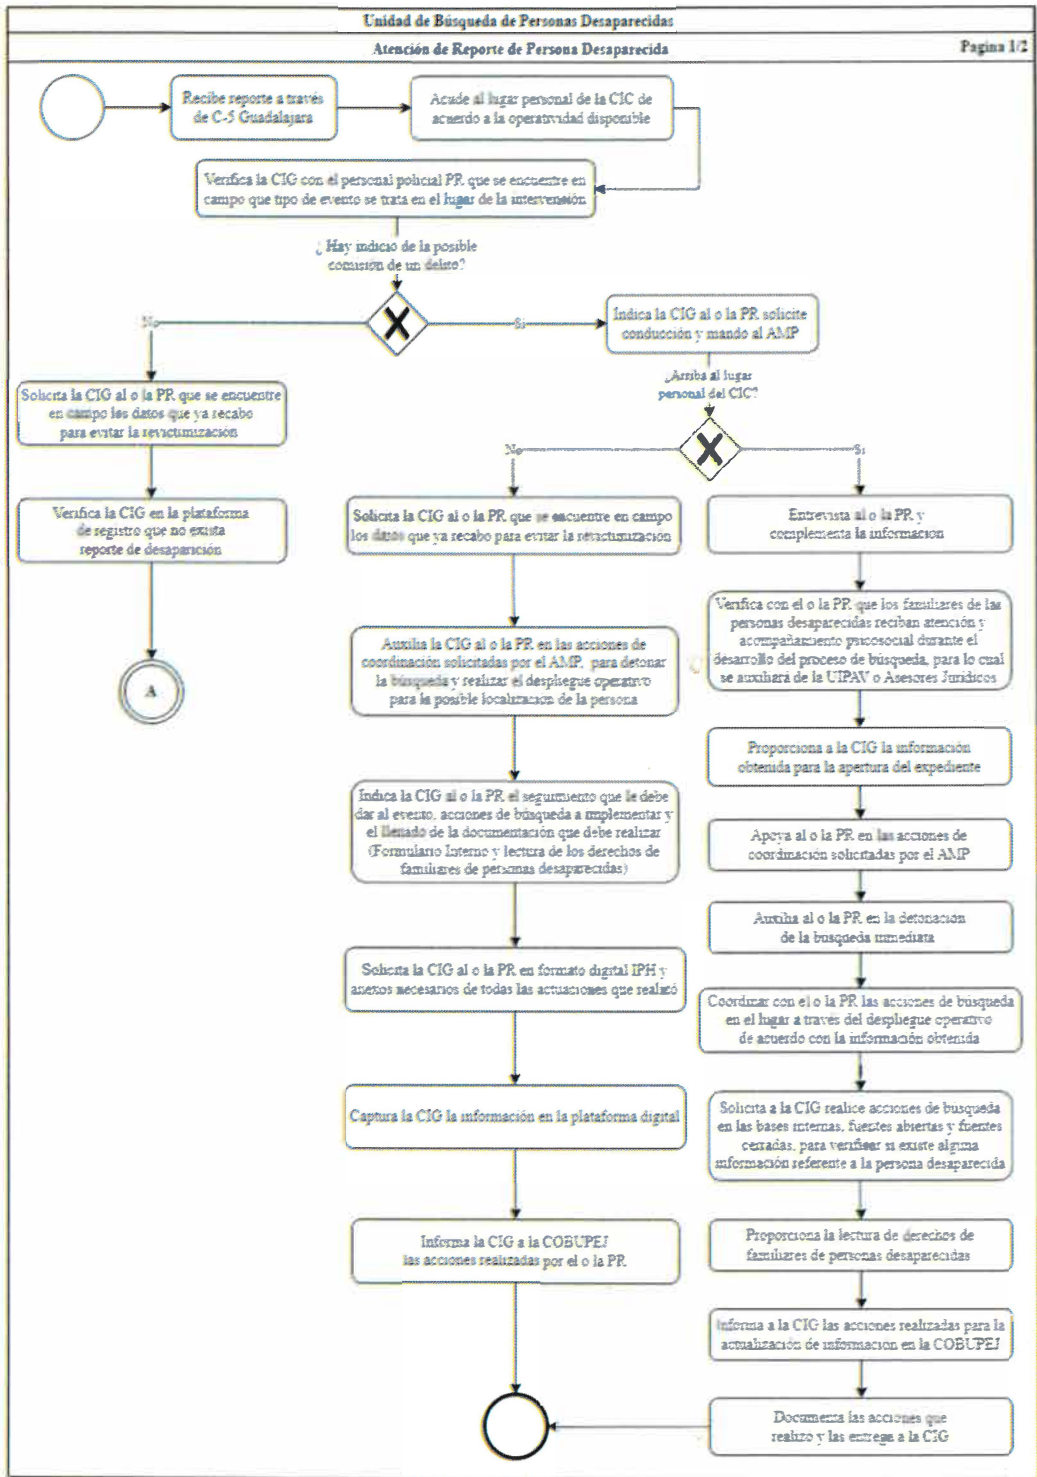 Unidad de Búsqueda de Personas Desaparecidas
Atención de Reporte de Persona Desaparecida
Pagina 1/2
Recibe reporte a través
de C-5 Guadalajara
Acude al lugar personal de la CIC de
acuerdo a la operatividad disponible
Verifica la CIG con el personal policial PR que se encuentre en
campo que tipo de evento se trata en el lugar de la intervensión
¿Hay indicio de la posible
comisión de un delito?
No
Si
Indica la CIG al o la PR solicite
conducción y mando al AMP
¿Arriba al lugar
personal del CIC?
No
Si
Solicita la CIG al o la PR que se encuentre
en campo los datos que ya recabo
para evitar la revictimización
Verifica la CIG en la plataforma
de registro que no exista
reporte de desaparición
A
Solicita la CIG al o la PR que se encuentre en campo
los datos que ya recabo para evitar la revictimización
Auxilia la CIG al o la PR en las acciones de
coordinación solicitadas por el AMP, para detonar
la búsqueda y realizar el despliegue operativo
para la posible localización de la persona
Indica la CIG al o la PR el seguimiento que le debe
dar al evento, acciones de búsqueda a implementar y
el llenado de la documentación que debe realizar
(Formulario Interno y lectura de los derechos de
familiares de personas desaparecidas)
Solicita la CIG al o la PR en formato digital IPH y
anexos necesarios de todas las actuaciones que realizó
Captura la CIG la información en la plataforma digital
Informa la CIG a la COBUPEJ
las acciones realizadas por el o la PR
Entrevista al o la PR y
complementa la informacion
Verifica con el o la PR que los familiares de las
personas desaparecidas reciban atención y
acompañamiento psicosocial durante el
desarrollo del proceso de búsqueda, para lo cual
se auxiliará de la UIPAV o Asesores Jurídicos
Proporciona a la CIG la información
obtenida para la apertura del expediente
Apoya al o la PR en las acciones de
coordinación solicitadas por el AMP
Auxilia al o la PR en la detonacion
de la busqueda inmediata
Coordinar con el o la PR las acciones de búsqueda
en el lugar a través del despliegue operativo
de acuerdo con la información obtenida
Solicita a la CIG realice acciones de busqueda
en las bases internas, fuentes abiertas y fuentes
cerradas, para verificar si existe alguna
información referente a la persona desaparecida
Proporciona la lectura de derechos de
familiares de personas desaparecidas
Informa a la CIG las acciones realizadas para la
actualización de informacion en la COBUPEJ
Documenta las acciones que
realizo y las entrega a la CIG